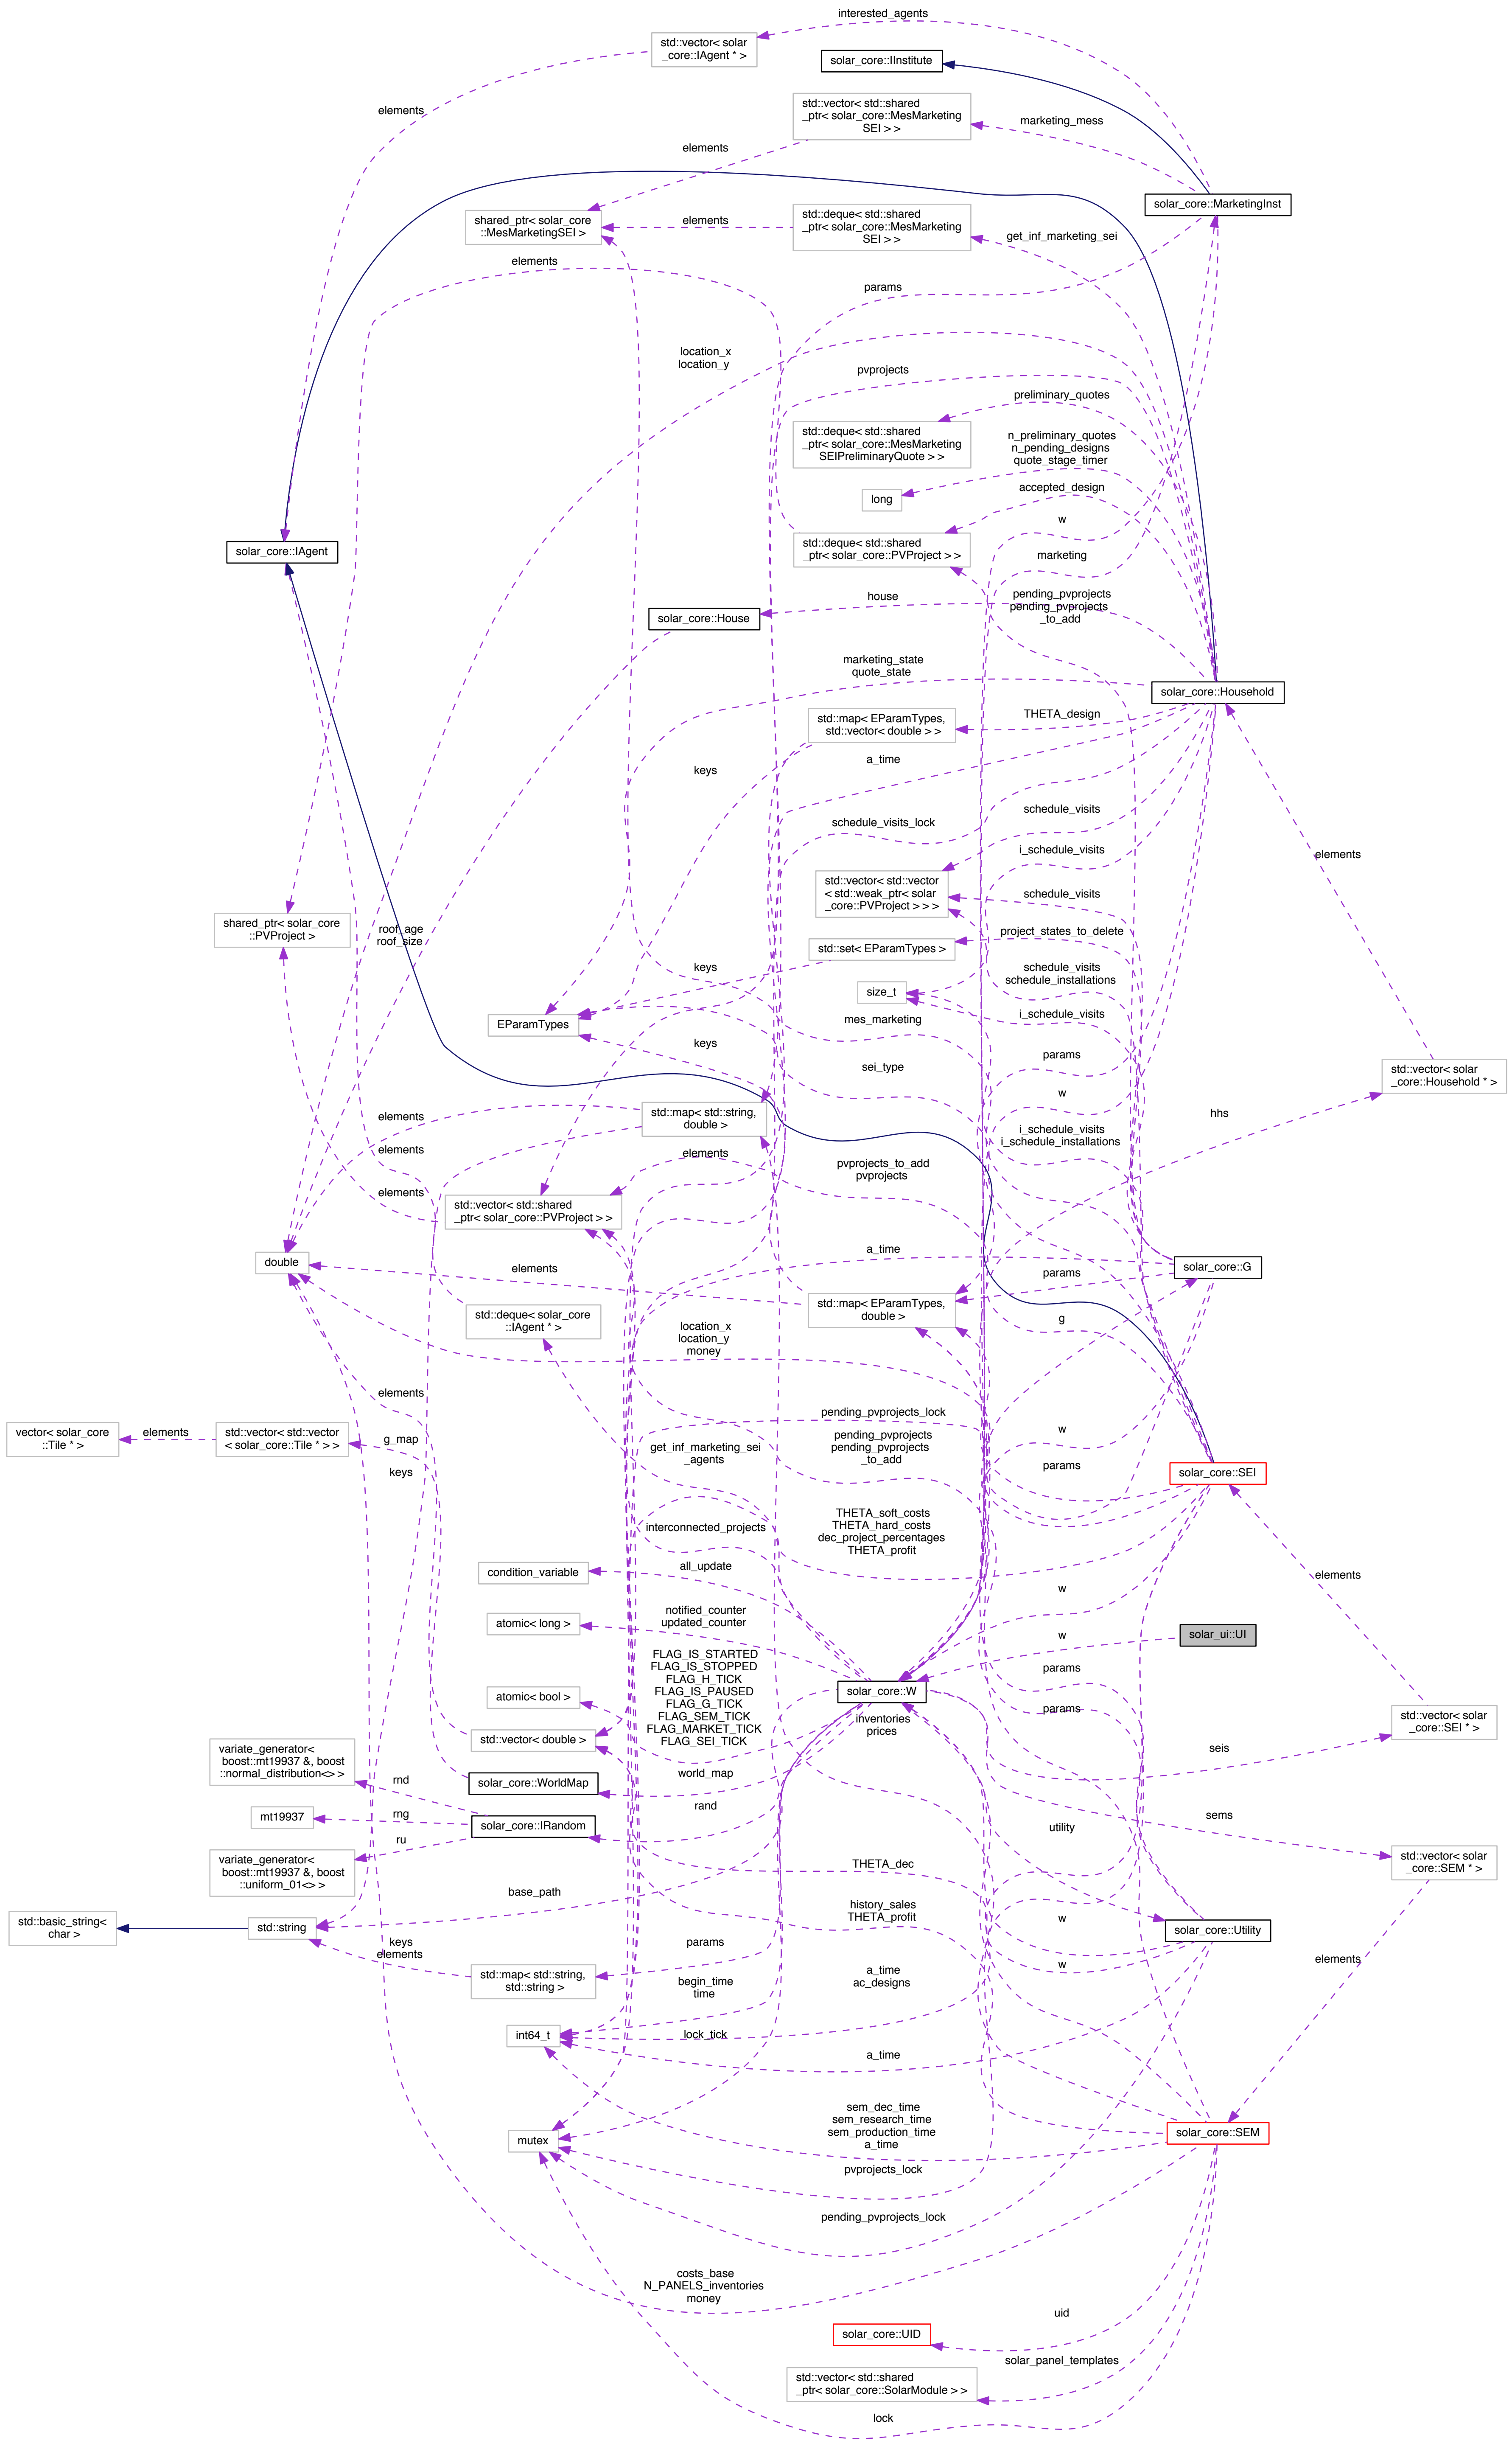 interested_agents
std::vector< solar
_core::IAgent * >
solar_core::IInstitute
std::vector< std::shared
_ptr< solar_core::MesMarketing
SEI > >
elements
marketing_mess
elements
solar_core::MarketingInst
shared_ptr< solar_core
::MesMarketingSEI >
elements
std::deque< std::shared
_ptr< solar_core::MesMarketing
SEI > >
get_inf_marketing_sei
elements
params
location_x
location_y
pvprojects
preliminary_quotes
std::deque< std::shared
_ptr< solar_core::MesMarketing
SEIPreliminaryQuote > >
n_preliminary_quotes
n_pending_designs
quote_stage_timer
long
accepted_design
w
solar_core::IAgent
std::deque< std::shared
_ptr< solar_core::PVProject > >
marketing
house
pending_pvprojects
pending_pvprojects
_to_add
solar_core::House
marketing_state
quote_state
solar_core::Household
std::map< EParamTypes,
std::vector< double > >
THETA_design
keys
a_time
schedule_visits_lock
schedule_visits
i_schedule_visits
elements
std::vector< std::vector
< std::weak_ptr< solar
_core::PVProject > > >
schedule_visits
shared_ptr< solar_core
::PVProject >
roof_age
roof_size
project_states_to_delete
std::set< EParamTypes >
keys
schedule_visits
schedule_installations
size_t
EParamTypes
mes_marketing
i_schedule_visits
keys
sei_type
params
std::vector< solar
_core::Household * >
w
hhs
elements
std::map< std::string,
double >
i_schedule_visits
i_schedule_installations
elements
elements
pvprojects_to_add
pvprojects
elements
std::vector< std::shared
_ptr< solar_core::PVProject > >
double
a_time
solar_core::G
elements
params
std::map< EParamTypes,
double >
std::deque< solar_core
::IAgent * >
location_x
location_y
money
g
elements
vector< solar_core
::Tile * >
elements
std::vector< std::vector
< solar_core::Tile * > >
g_map
get_inf_marketing_sei
_agents
pending_pvprojects_lock
pending_pvprojects
pending_pvprojects
_to_add
w
params
solar_core::SEI
keys
interconnected_projects
THETA_soft_costs
THETA_hard_costs
dec_project_percentages
THETA_profit
condition_variable
all_update
elements
w
atomic< long >
notified_counter
updated_counter
w
solar_ui::UI
FLAG_IS_STARTED
FLAG_IS_STOPPED
FLAG_H_TICK
FLAG_IS_PAUSED
FLAG_G_TICK
FLAG_SEM_TICK
FLAG_MARKET_TICK
FLAG_SEI_TICK
params
atomic< bool >
solar_core::W
params
inventories
prices
std::vector< solar
_core::SEI * >
std::vector< double >
seis
variate_generator<
boost::mt19937 &, boost
::normal_distribution<> >
rnd
solar_core::WorldMap
world_map
mt19937
rng
solar_core::IRandom
rand
sems
ru
utility
variate_generator<
boost::mt19937 &, boost
::uniform_01<> >
THETA_dec
std::vector< solar
_core::SEM * >
base_path
history_sales
THETA_profit
std::basic_string<
char >
std::string
w
solar_core::Utility
keys
elements
params
elements
std::map< std::string,
std::string >
begin_time
time
a_time
ac_designs
w
int64_t
lock_tick
a_time
sem_dec_time
sem_research_time
sem_production_time
a_time
solar_core::SEM
mutex
pvprojects_lock
pending_pvprojects_lock
costs_base
N_PANELS_inventories
money
uid
solar_core::UID
solar_panel_templates
std::vector< std::shared
_ptr< solar_core::SolarModule > >
lock